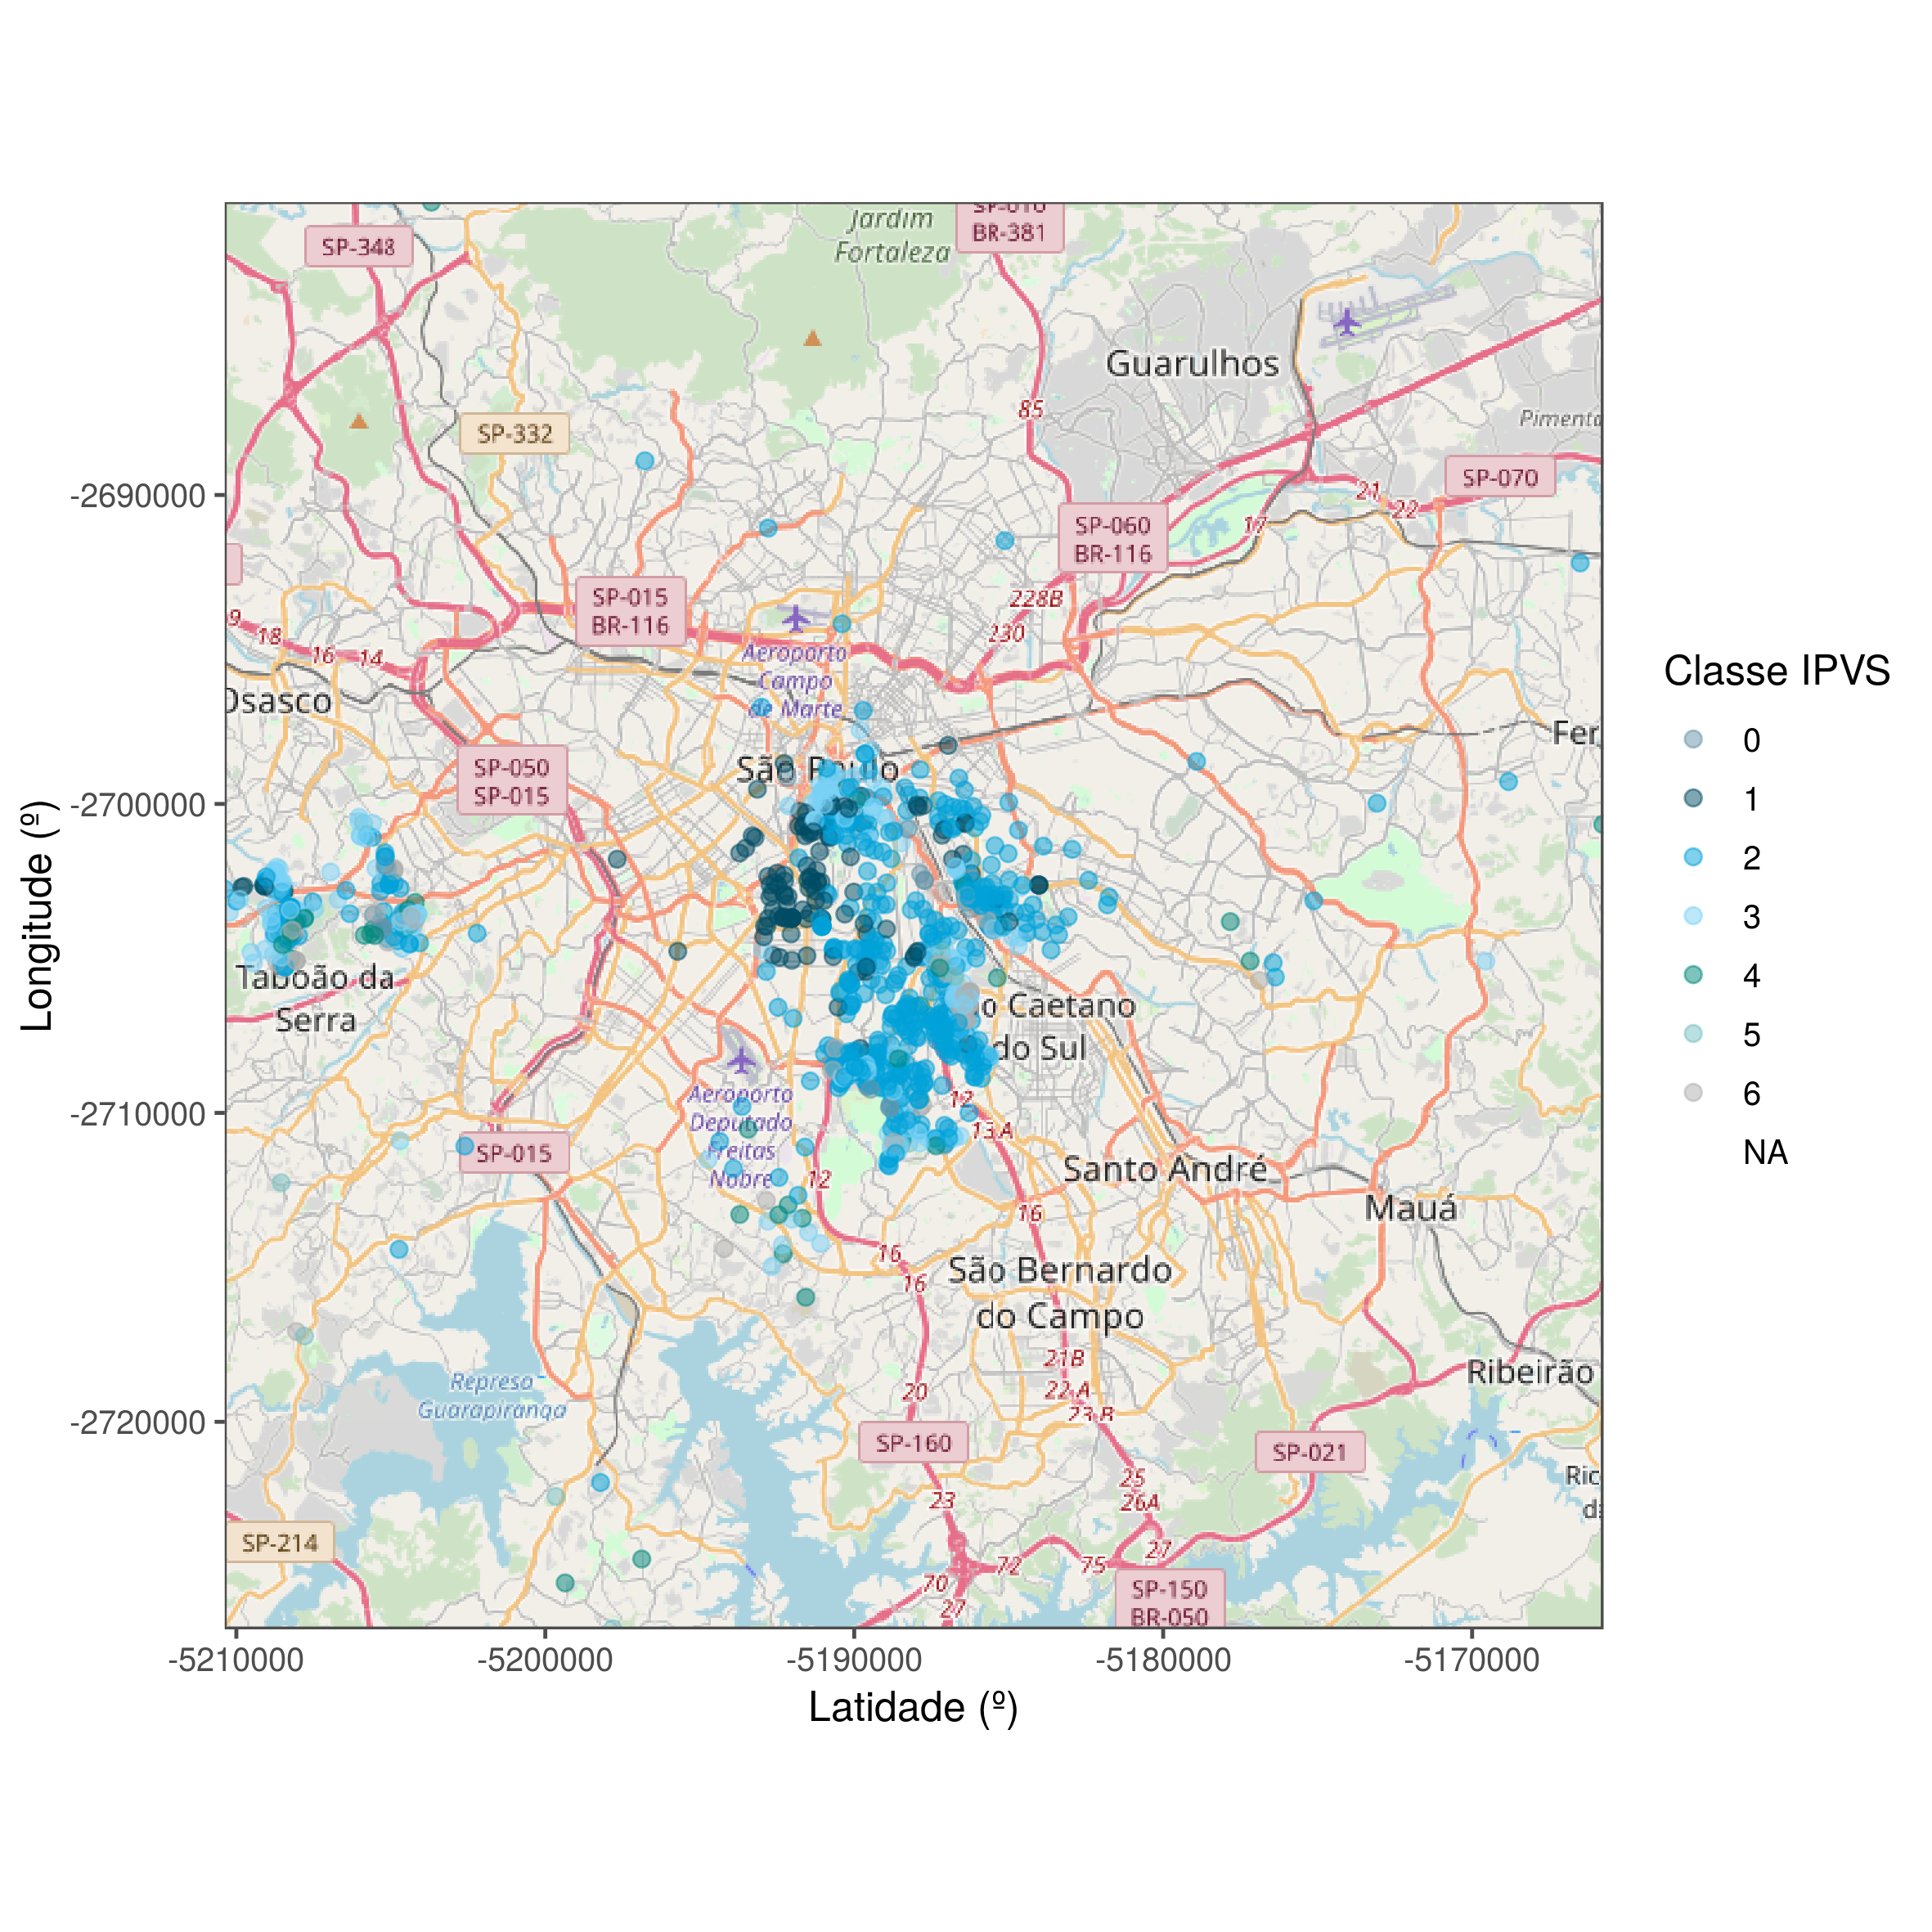 Jardim
Fortaleza
SP-010
BR-381
SP-348
Guarulhos
Pimenta
85
SP-332
SP-070
21
22
17
SP-060
BR-116
-2690000
SP-015
BR-116
228B
230
9
18
16
14
Aeroporto
Campo
de Marte
Osasco
Fer
SP-050
SP-015
São Paulo
-2700000
Classe IPVS
0
1
2
3
4
5
6
NA
Longitude (º)
Taboão da
Serra
o Caetano
do Sul
Aeroporto
Deputado
Freitas
Nobre
12
13A
-2710000
SP-015
12
Santo André
Mauá
16
16
16
São Bernardo
do Campo
21B
22A
23B
20
Ribeirão
Represa
Guarapiranga
-2720000
SP-160
SP-021
Ric
d
25
26A
23
SP-214
27
72
75
70
27
SP-150
BR-050
-5210000
-5200000
-5190000
-5180000
-5170000
Latidade (º)